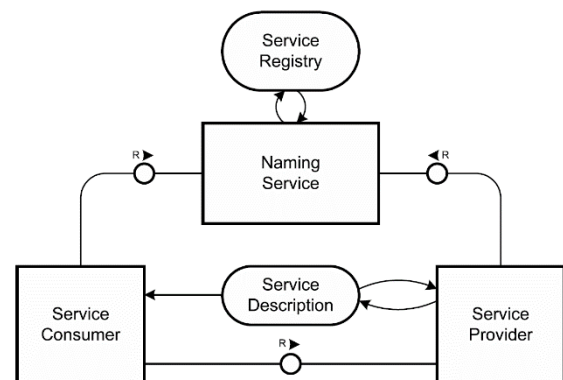 Service
Registry
R
Naming
Service
R
Service
Consumer
Service
Description
Service
Provider
R